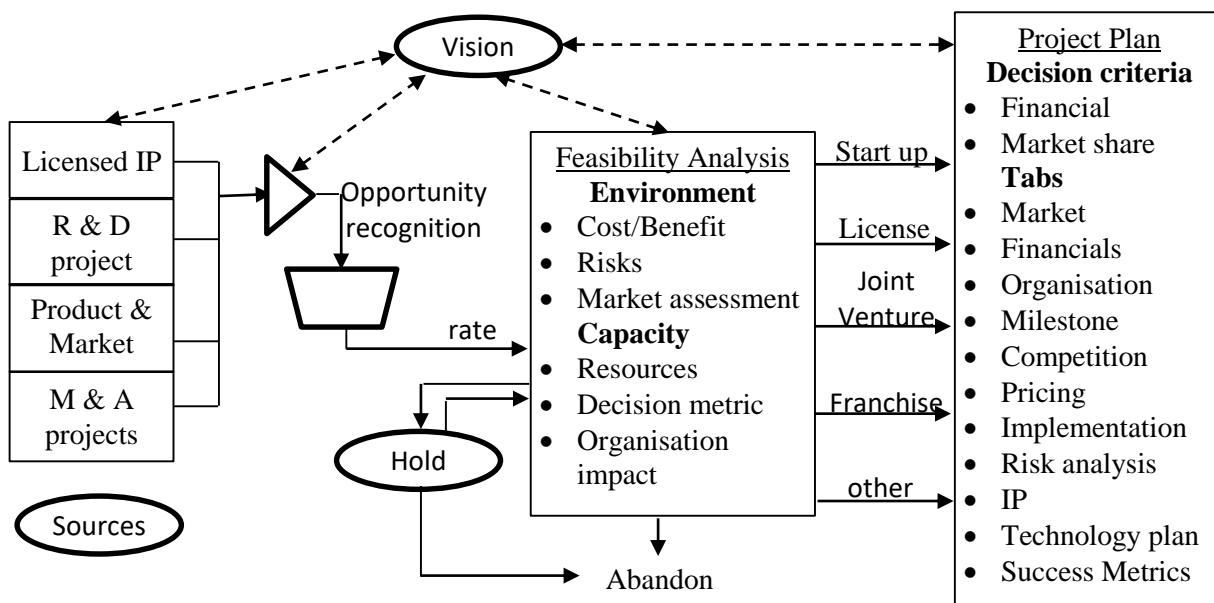 Vision
Licensed IP
R & D
project
Product &
Market
M & A
projects
Sources
Opportunity
recognition
rate
Hold
Feasibility Analysis
Environment
• Cost/Benefit
• Risks
• Market assessment
Capacity
• Resources
• Decision metric
• Organisation
impact
Abandon
Start up
License
Joint
Venture
Franchise
other
Project Plan
Decision criteria
• Financial
• Market share
Tabs
• Market
• Financials
• Organisation
• Milestone
• Competition
• Pricing
• Implementation
• Risk analysis
• IP
• Technology plan
• Success Metrics